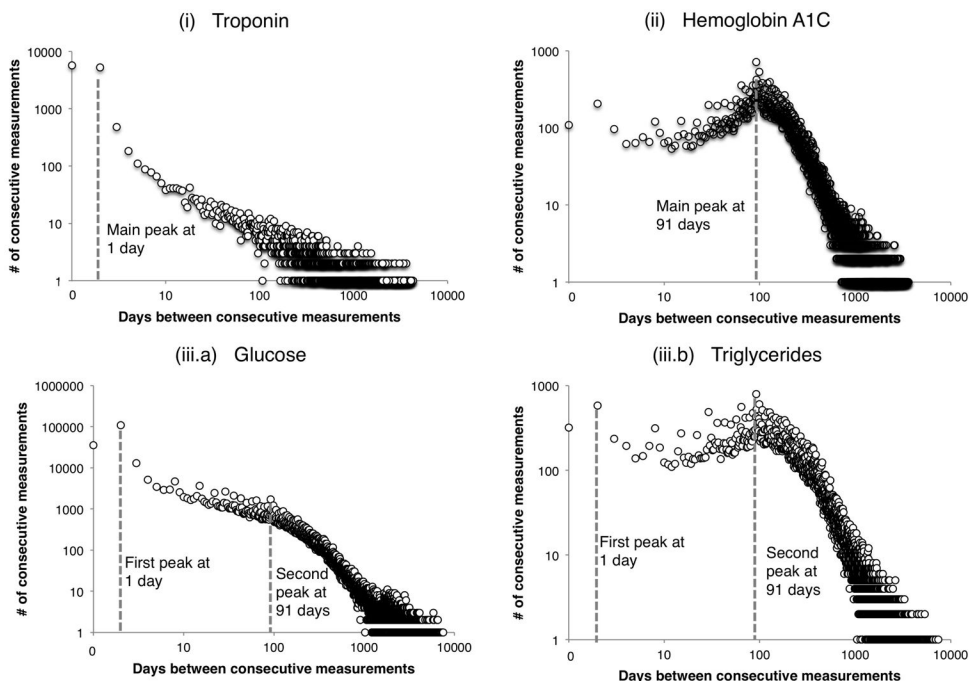 (i) Troponin
# of consecutive measurements
10000
1000
100
10
1
Main peak at
1 day
0 10 100 1000 10000
Days between consecutive measurements
(ii) Hemoglobin A1C
# of consecutive measurements
1000
100
10
1
Main peak at
91 days
0 10 100 1000 10000
Days between consecutive measurements
(iii.a) Glucose
# of consecutive measurements
1000000
100000
10000
1000
100
10
1
First peak at
1 day
Second
peak at
91 days
0 10 100 1000 10000
Days between consecutive measurements
(iii.b) Triglycerides
# of consecutive measurements
1000
100
10
1
First peak at
1 day
Second
peak at
91 days
0 10 100 1000 10000
Days between consecutive measurements